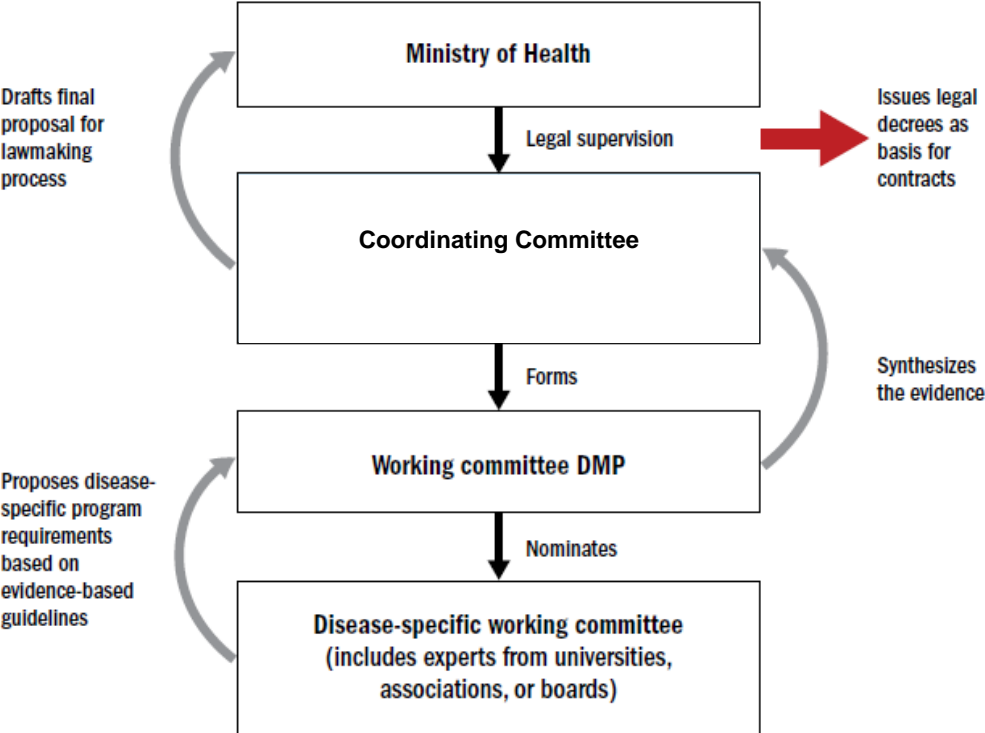 Ministry of Health
Drafts final
proposal for
lawmaking
process
Legal supervision
Issues legal
decrees as
basis for
contracts
Coordinating Committee
Forms
Synthesizes
the evidence
Working committee DMP
Proposes disease-
specific program
requirements
based on
evidence-based
guidelines
Nominates
Disease-specific working committee
(includes experts from universities,
associations, or boards)